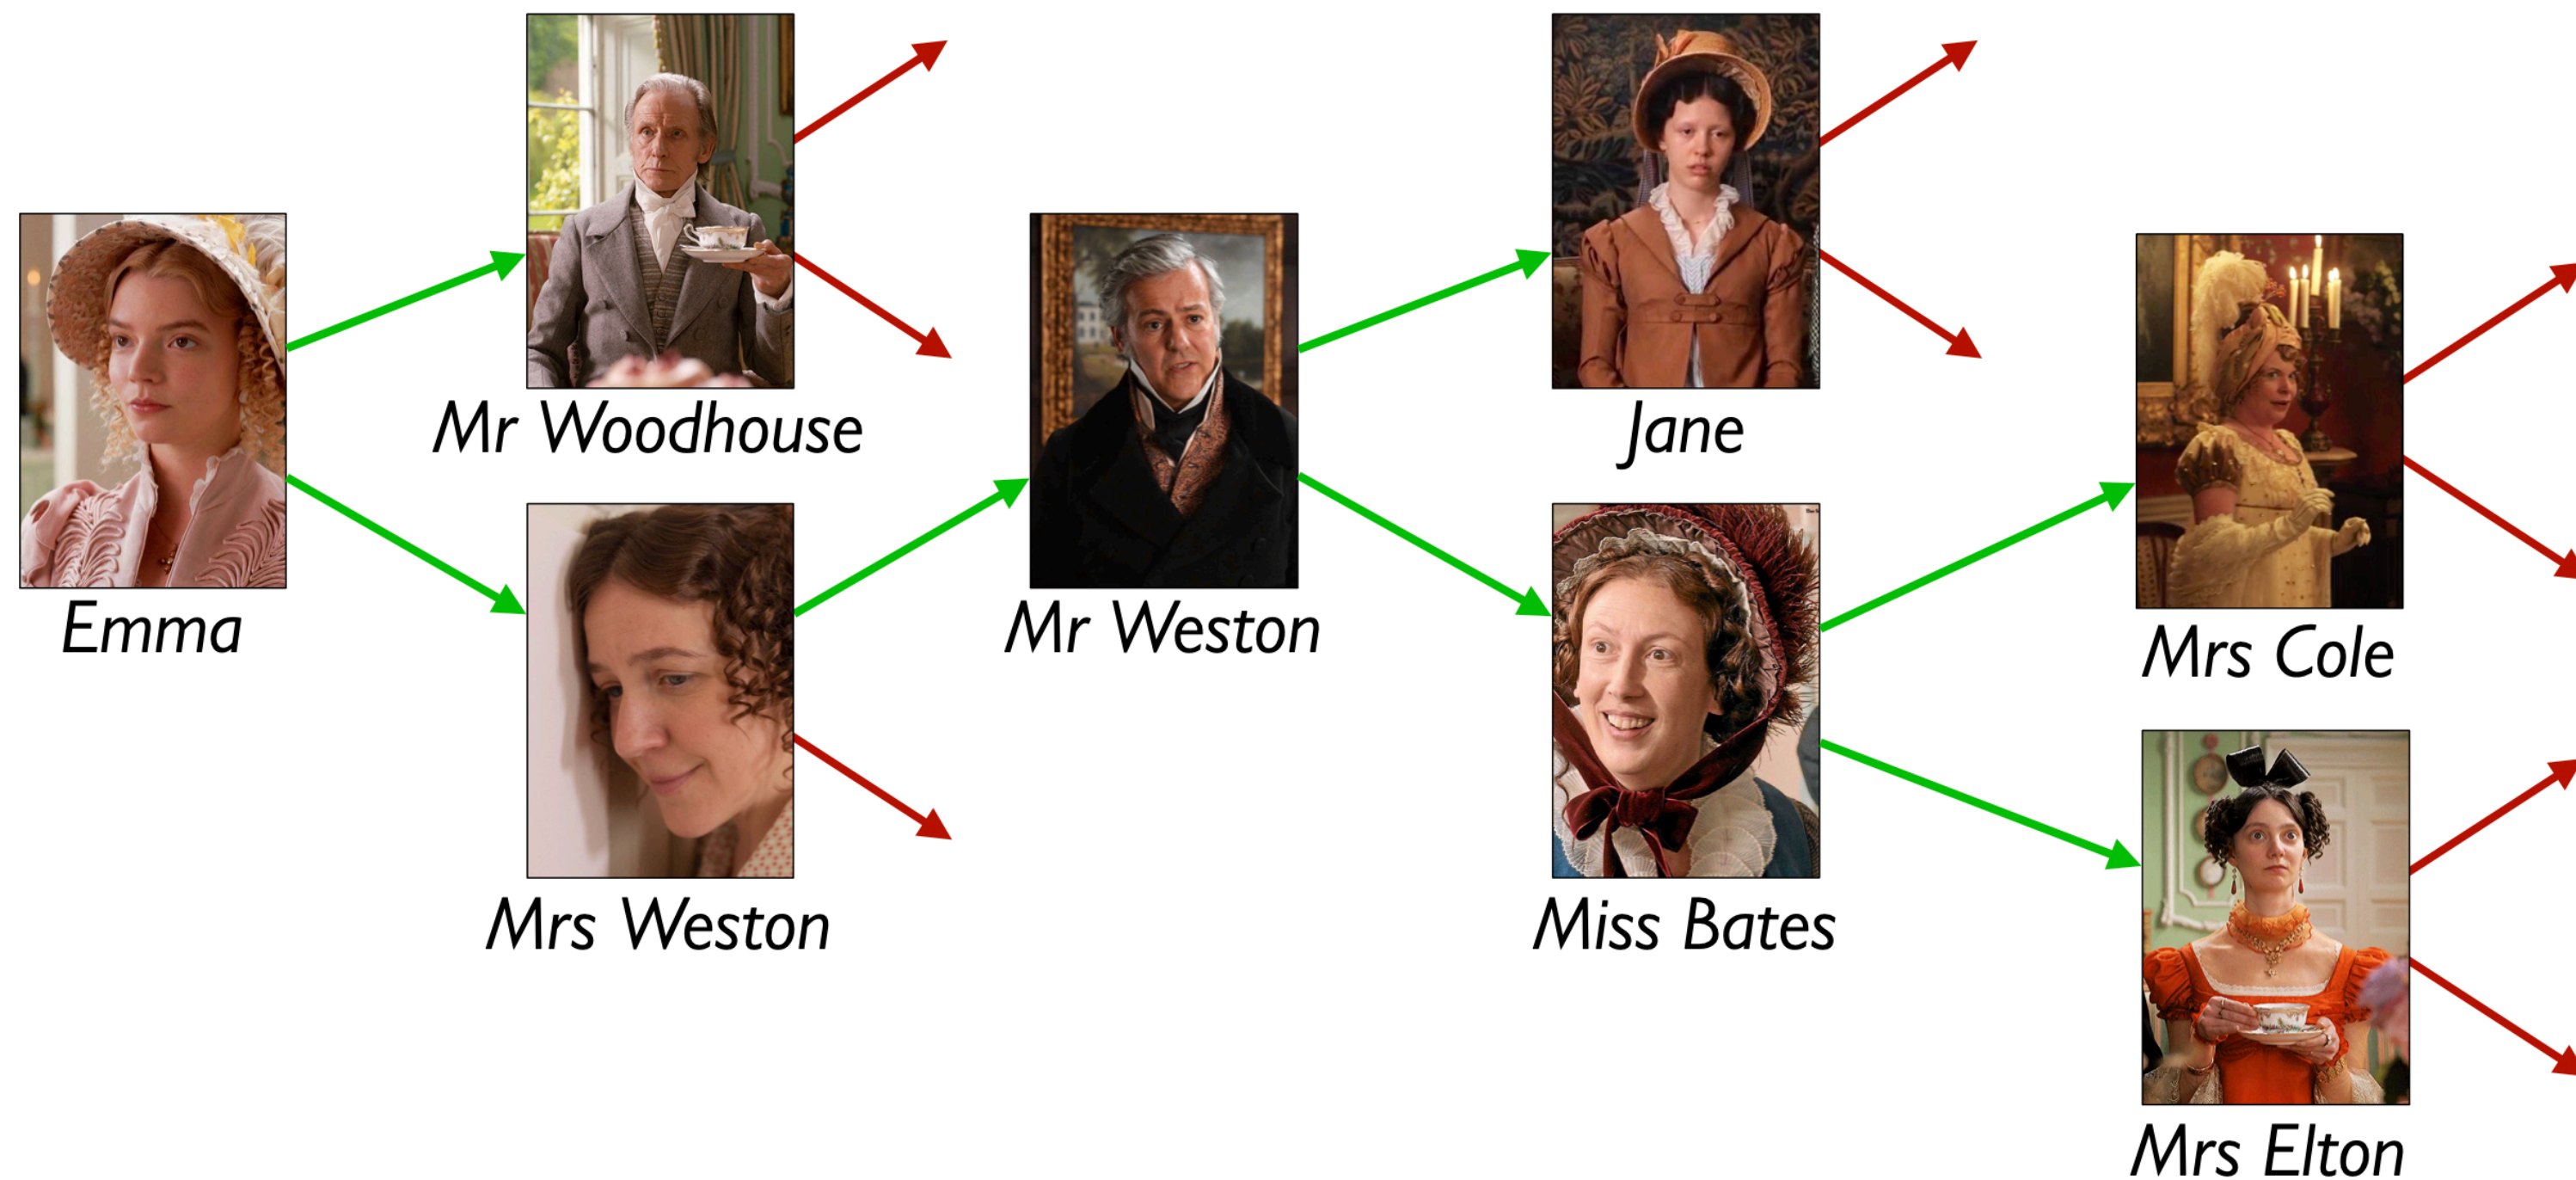 Mr Woodhouse
Jane
Emma
Mr Weston
Mrs Cole
Mrs Weston
Miss Bates
Mrs Elton